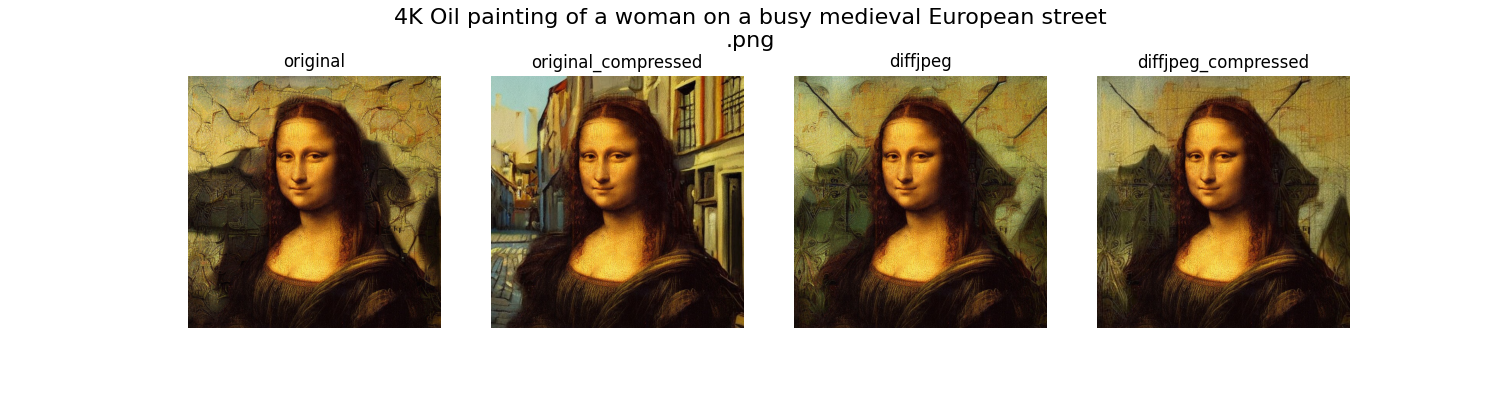 4K Oil painting of a woman on a busy medieval European street
.png
original
original_compressed
diffjpeg
diffjpeg_compressed